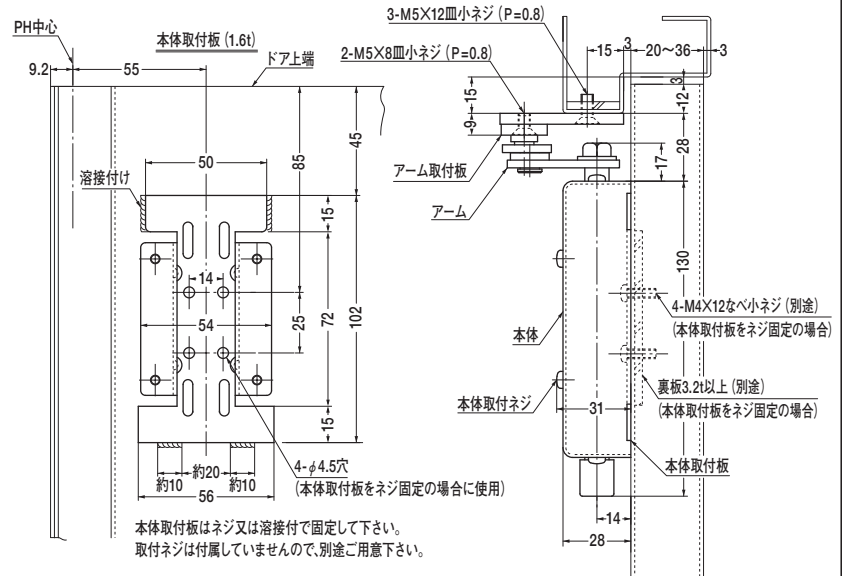 PH中心
本体取付板 (1.6t)
9.2
55
ドア上端
45
85
50
溶接付け
15
14
54
25
72
102
15
約10
約20
約10
56
4-φ4.5穴
(本体取付板をネジ固定の場合に使用)
本体取付板はネジ又は溶接付で固定して下さい。
取付ネジは付属していませんので、別途ご用意下さい。
3-M5×12皿小ネジ (P=0.8)
2-M5×8皿小ネジ (P=0.8)
15
3
20〜36
3
15
9
3
12
28
17
アーム取付板
アーム
130
4-M4×12なべ小ネジ (別途)
(本体取付板をネジ固定の場合)
本体
本体取付ネジ
31
裏板3.2t以上 (別途)
(本体取付板をネジ固定の場合)
本体取付板
14
28